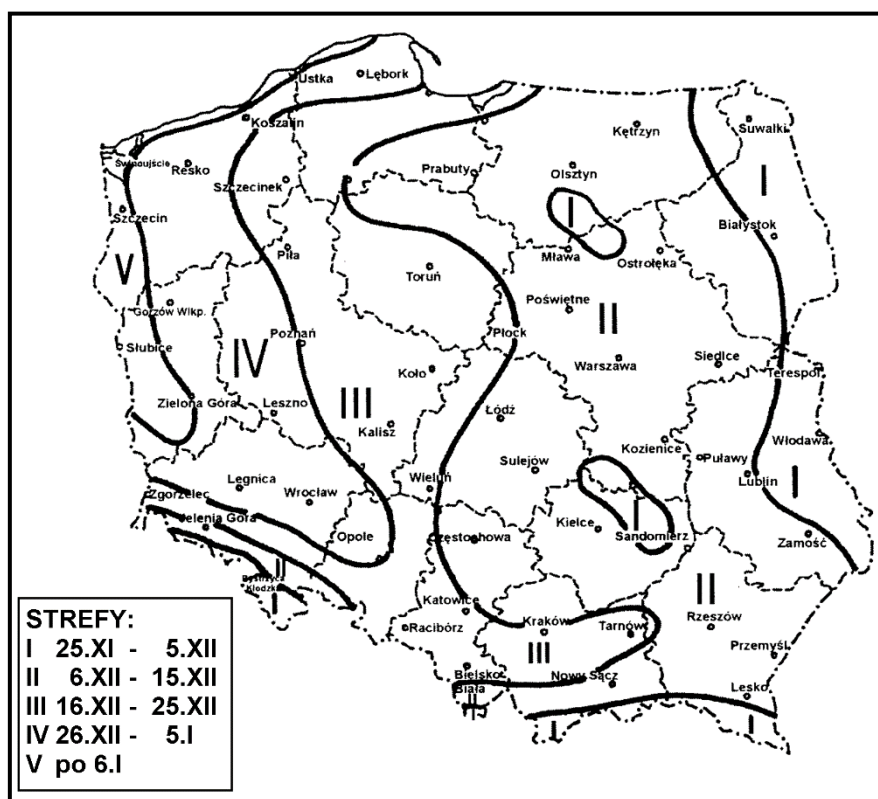 Ustka
Lębork
Koszalin
Kętrzyn
Suwałki
Świnoujście
Resko
Prabuty
Olsztyn
I
Szczecinek
I
Szczecin
Białystok
Mława
Ostrołęka
V
Piła
Toruń
Gorzów Wlkp.
Poświętne
II
Słubice
IV
Poznań
Płock
Warszawa
Siedlce
Terespol
Koło
Zielona Góra
Leszno
III
Kalisz
Łódź
Kozienice
Włodawa
Sulejów
Puławy
Lublin
I
Legnica
Wieluń
Zgorzelec
Wrocław
Jelenia Góra
Opole
Częstochowa
Kielce
I
Sandomierz
Zamość
II
Bystrzyca
Kłodzka
I
II
Katowice
Kraków
Tarnów
Rzeszów
Racibórz
III
Przemyśl
Bielsko
Biała
Nowy Sącz
Lesko
II
I
I
STREFY:
I 25.XI - 5.XII
II 6.XII - 15.XII
III 16.XII - 25.XII
IV 26.XII - 5.I
V po 6.I